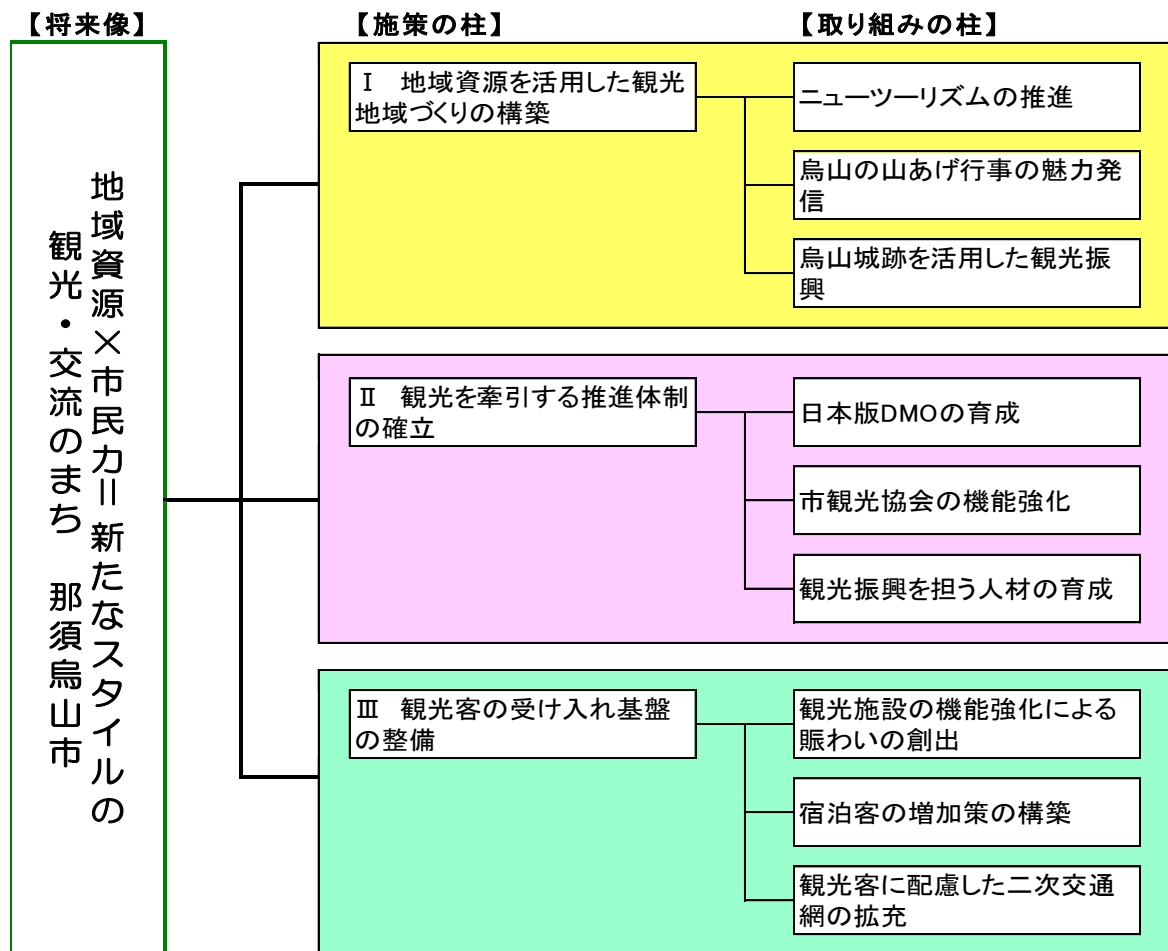 【将来像】
【施策の柱】
【取り組みの柱】
地域資源×市民力＝新たなスタイルの
観光・交流のまち　那須烏山市
Ⅰ　地域資源を活用した観光
地域づくりの構築
ニューツーリズムの推進
烏山の山あげ行事の魅力発
信
烏山城跡を活用した観光振
興
Ⅱ　観光を牽引する推進体制
の確立
日本版DMOの育成
市観光協会の機能強化
観光振興を担う人材の育成
Ⅲ　観光客の受け入れ基盤
の整備
観光施設の機能強化による
賑わいの創出
宿泊客の増加策の構築
観光客に配慮した二次交通
網の拡充